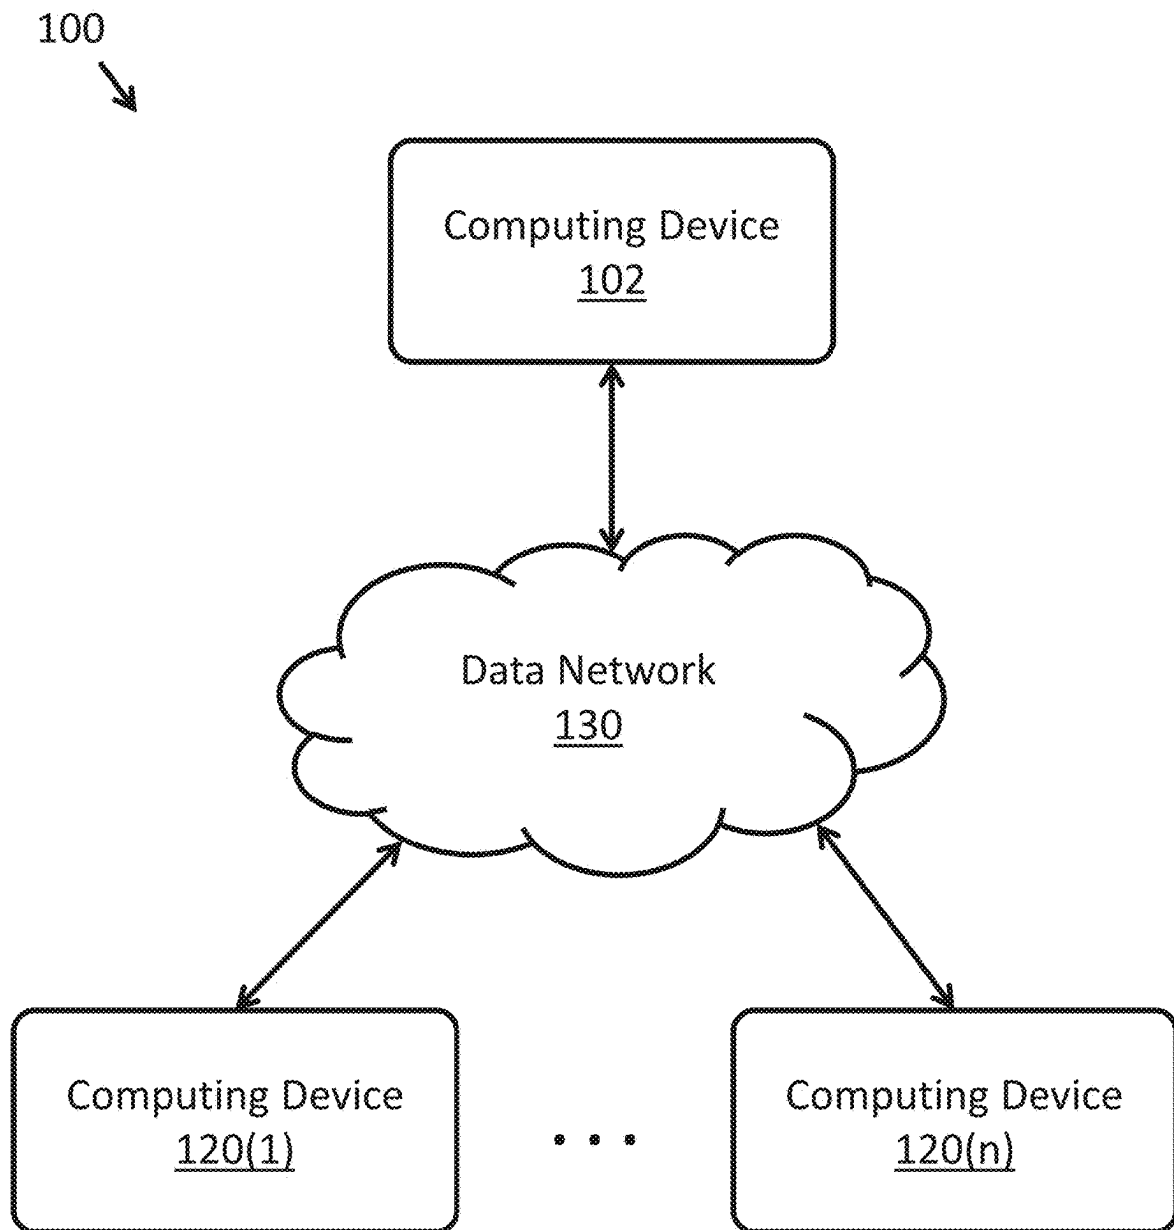 100
Computing Device
102
Data Network
130
Computing Device
120(1)
. . .
Computing Device
120(n)